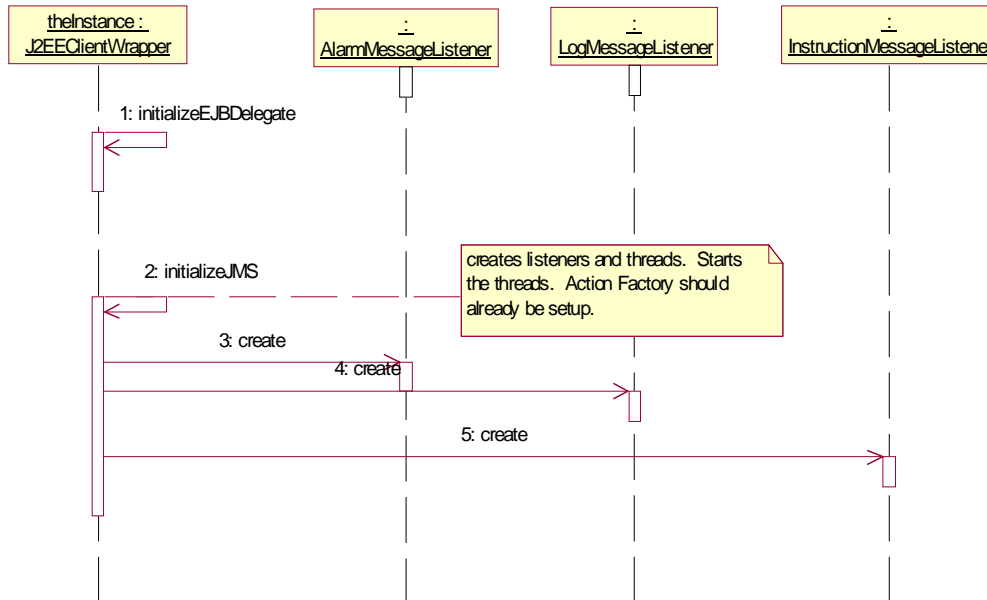 theInstance :
J2EEClientWrapper
:
AlarmMessageListener
:
LogMessageListener
:
InstructionMessageListene
1: initializeEJBDelegate
2: initializeJMS
creates listeners and threads. Starts
the threads. Action Factory should
already be setup.
3: create
4: create
5: create